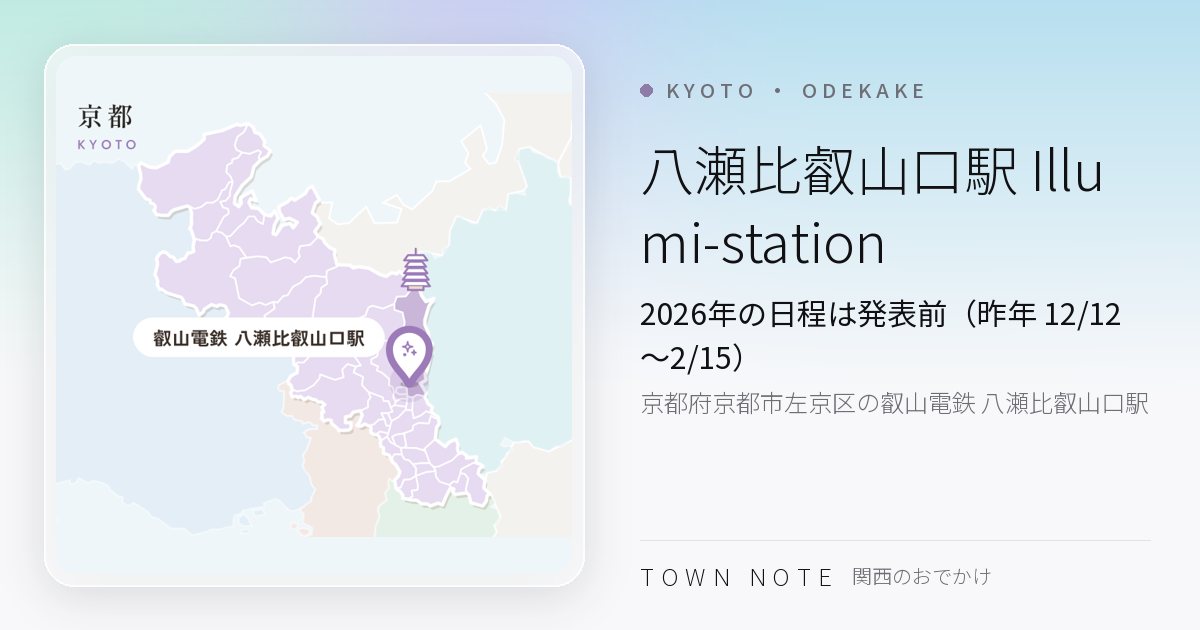 京都
KYOTO
叡山電鉄 八瀬比叡山口駅
KYOTO • ODEKAKE
八瀬比叡山口駅 Illu
mi-station
2026年の日程は発表前（昨年 12/12
〜2/15）
京都府京都市左京区の叡山電鉄 八瀬比叡山口駅
TOWN NOTE 関西のおでかけ